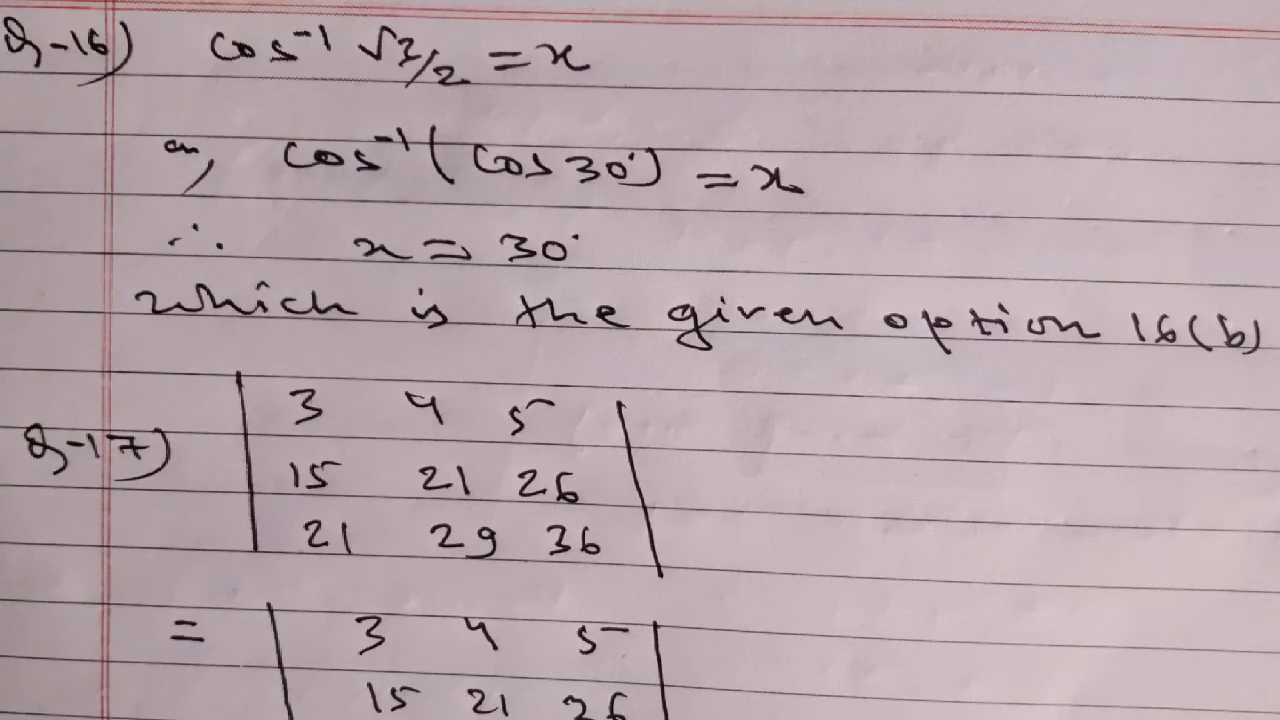 Q-16) cos⁻¹ √3/2 = x
or, cos⁻¹(cos 30°) = x
∴ x = 30°
which is the given option 16(b)
Q-17) | 3 4 5 |
| 15 21 26 |
| 21 29 36 |
= | 3 4 5 |
| 15 21 26 |